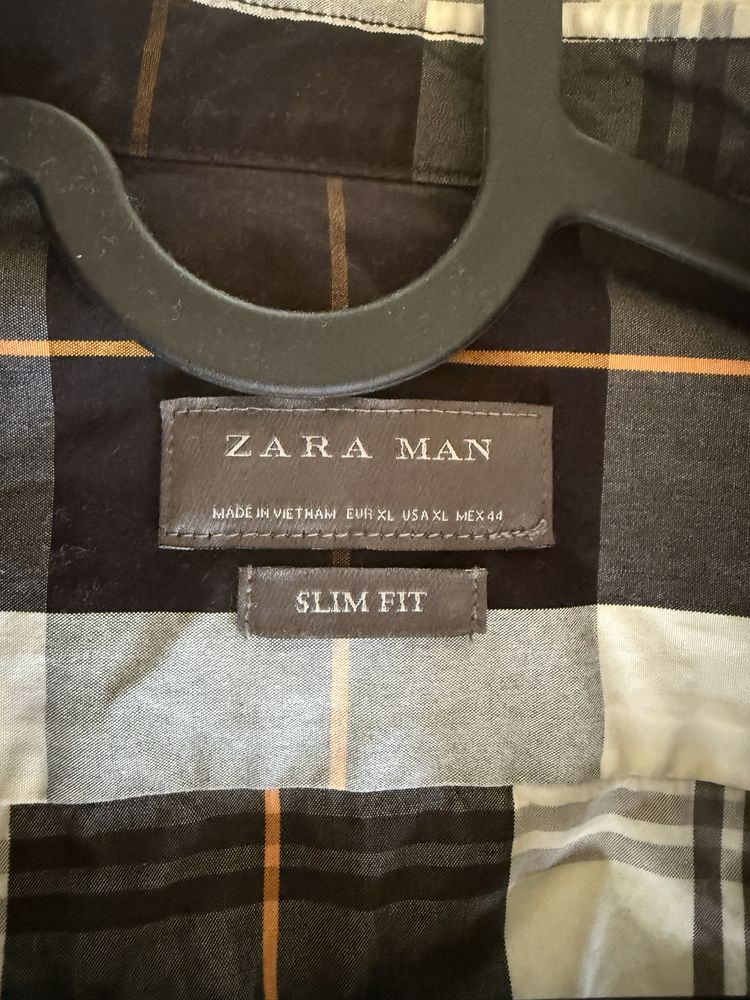 ZARA MAN
MADE IN VIETNAM EUR XL USA XL MEX 44
SLIM FIT